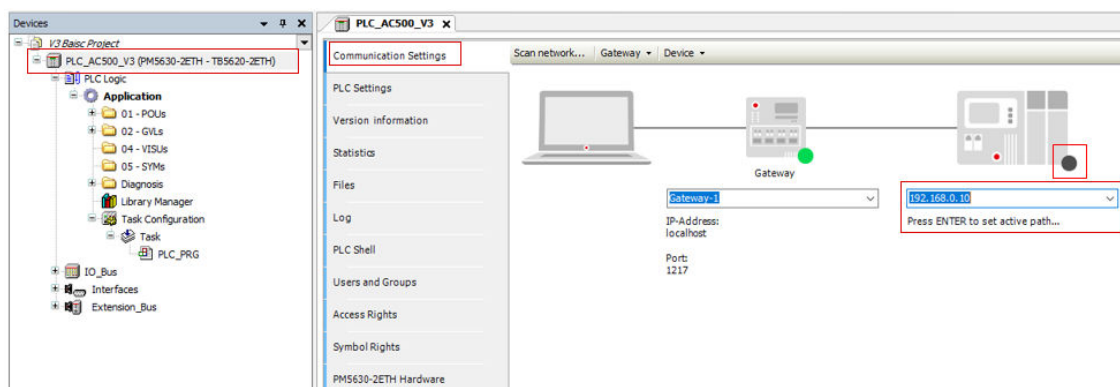 Devices
V3 Baisc Project
PLC_AC500_V3 (PM5630-2ETH - TB5620-2ETH)
PLC Logic
Application
01 - POUs
02 - GVLs
04 - VISUs
05 - SYMs
Diagnosis
Library Manager
Task Configuration
Task
PLC_PRG
IO_Bus
Interfaces
Extension_Bus
PLC_AC500_V3
Communication Settings
PLC Settings
Version information
Statistics
Files
Log
PLC Shell
Users and Groups
Access Rights
Symbol Rights
PM5630-2ETH Hardware
Scan network... Gateway Device
Gateway
Gateway-1
IP-Address:
localhost
Port:
1217
192.168.0.10
Press ENTER to set active path...